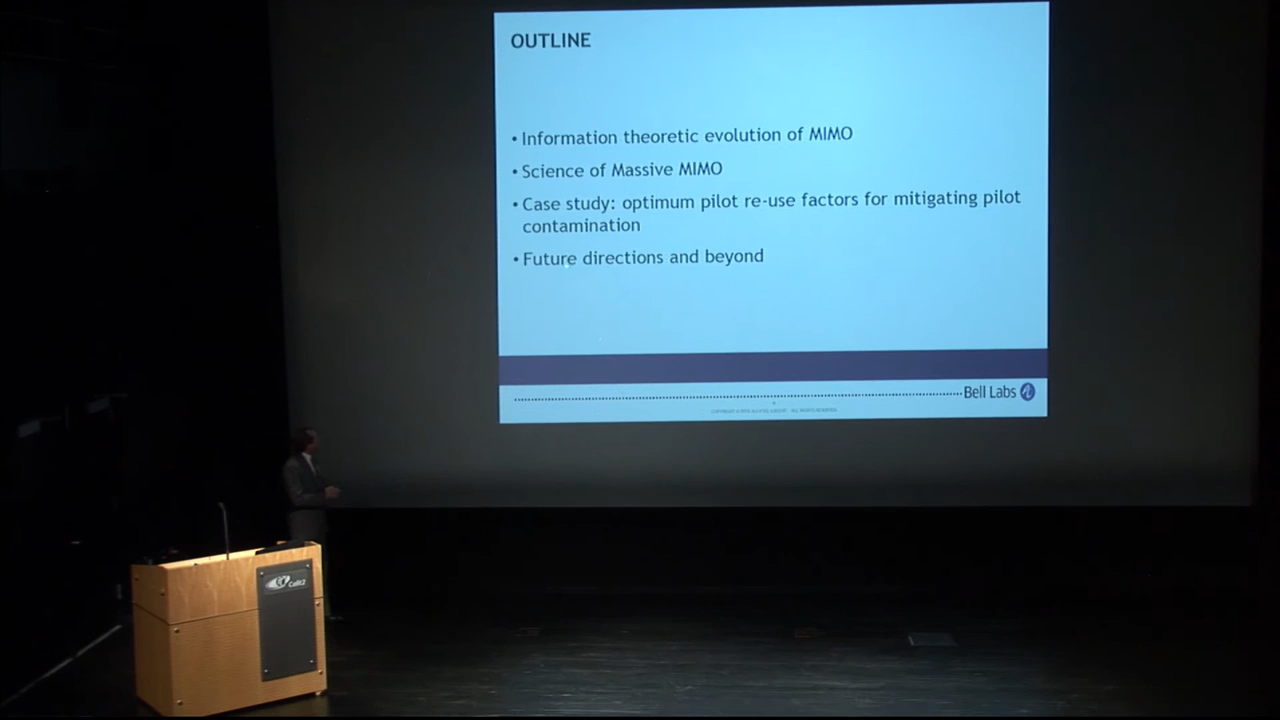 OUTLINE
• Information theoretic evolution of MIMO
• Science of Massive MIMO
• Case study: optimum pilot re-use factors for mitigating pilot
contamination
• Future directions and beyond
Bell Labs
Calit2